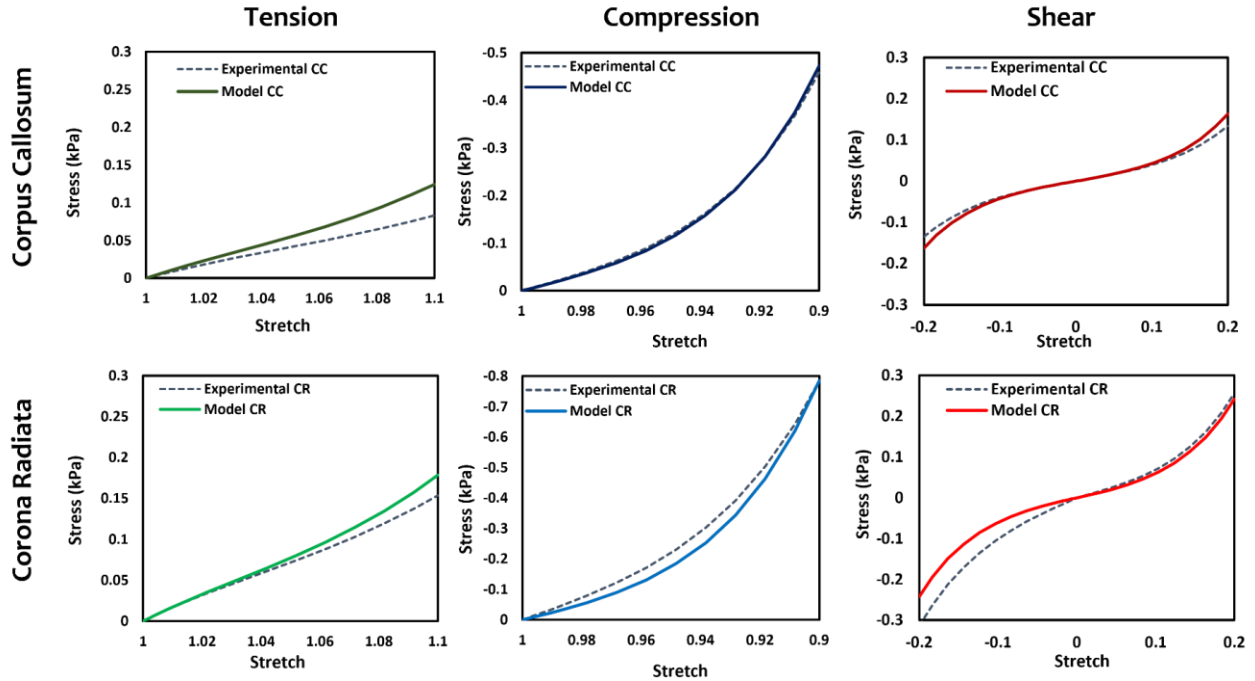 Tension
Compression
Shear
Corpus Callosum
0.3
0.25
0.2
0.15
0.1
0.05
0
Stress (kPa)
Experimental CC
Model CC
1 1.02 1.04 1.06 1.08 1.1
Stretch
-0.5
-0.4
-0.3
-0.2
-0.1
0
Stress (kPa)
Experimental CC
Model CC
1 0.98 0.96 0.94 0.92 0.9
Stretch
0.3
0.2
0.1
0
-0.1
-0.2
-0.3
Stress (kPa)
Experimental CC
Model CC
-0.2 -0.1 0 0.1 0.2
Stretch
Corona Radiata
0.3
0.25
0.2
0.15
0.1
0.05
0
Stress (kPa)
Experimental CR
Model CR
1 1.02 1.04 1.06 1.08 1.1
Stretch
-0.8
-0.7
-0.6
-0.5
-0.4
-0.3
-0.2
-0.1
0
Stress (kPa)
Experimental CR
Model CR
1 0.98 0.96 0.94 0.92 0.9
Stretch
0.3
0.2
0.1
0
-0.1
-0.2
-0.3
Stress (kPa)
Experimental CR
Model CR
-0.2 -0.1 0 0.1 0.2
Stretch